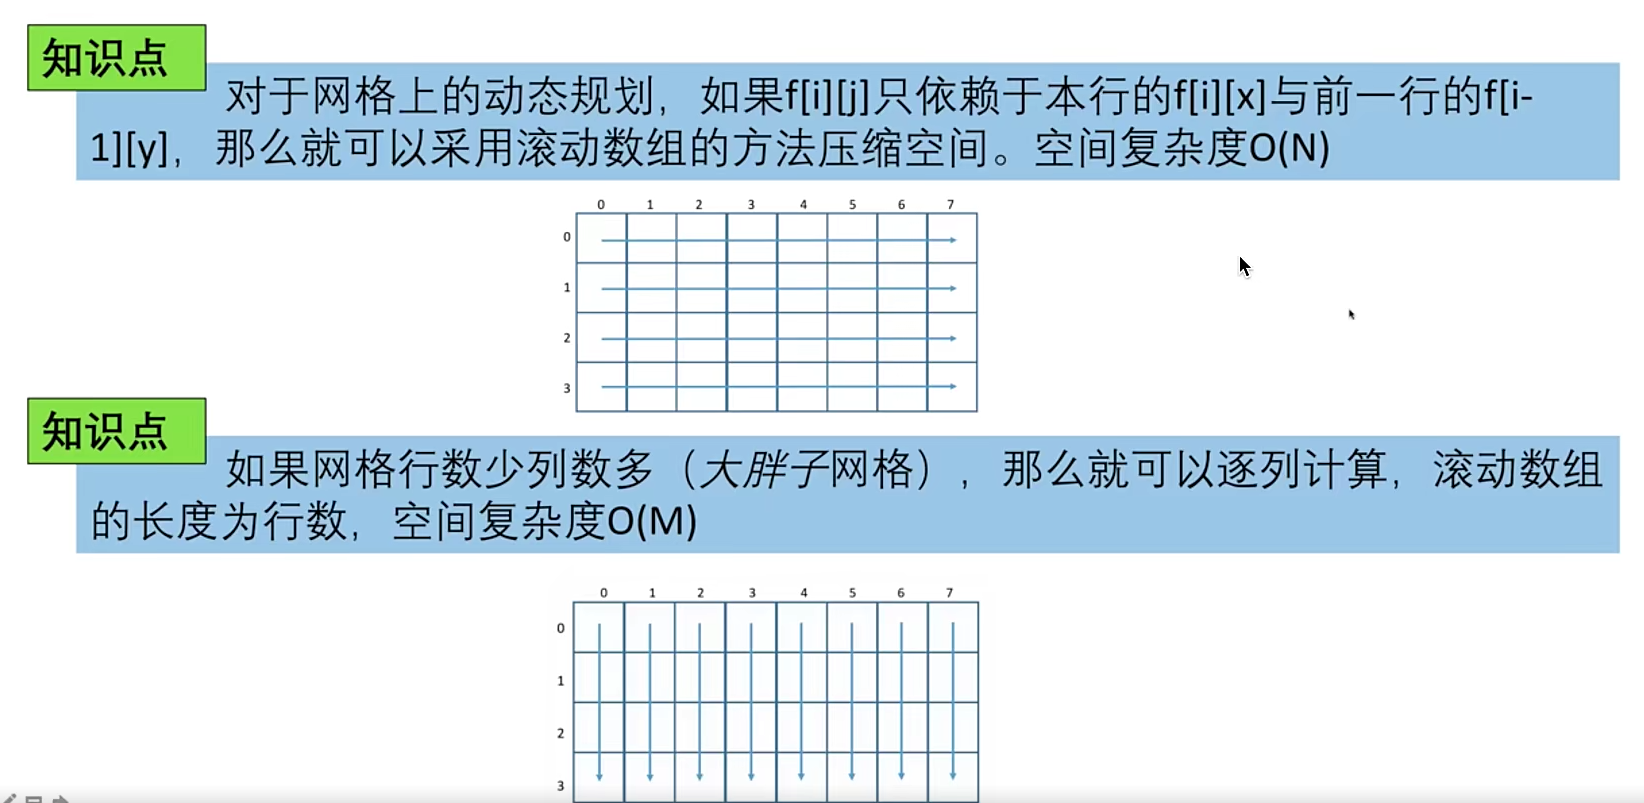 知识点
对于网格上的动态规划，如果f[i][j]只依赖于本行的f[i][x]与前一行的f[i-
1][y]，那么就可以采用滚动数组的方法压缩空间。空间复杂度O(N)
0 1 2 3 4 5 6 7
0
1
2
3
知识点
如果网格行数少列数多（大胖子网格），那么就可以逐列计算，滚动数组
的长度为行数，空间复杂度O(M)
0 1 2 3 4 5 6 7
0
1
2
3